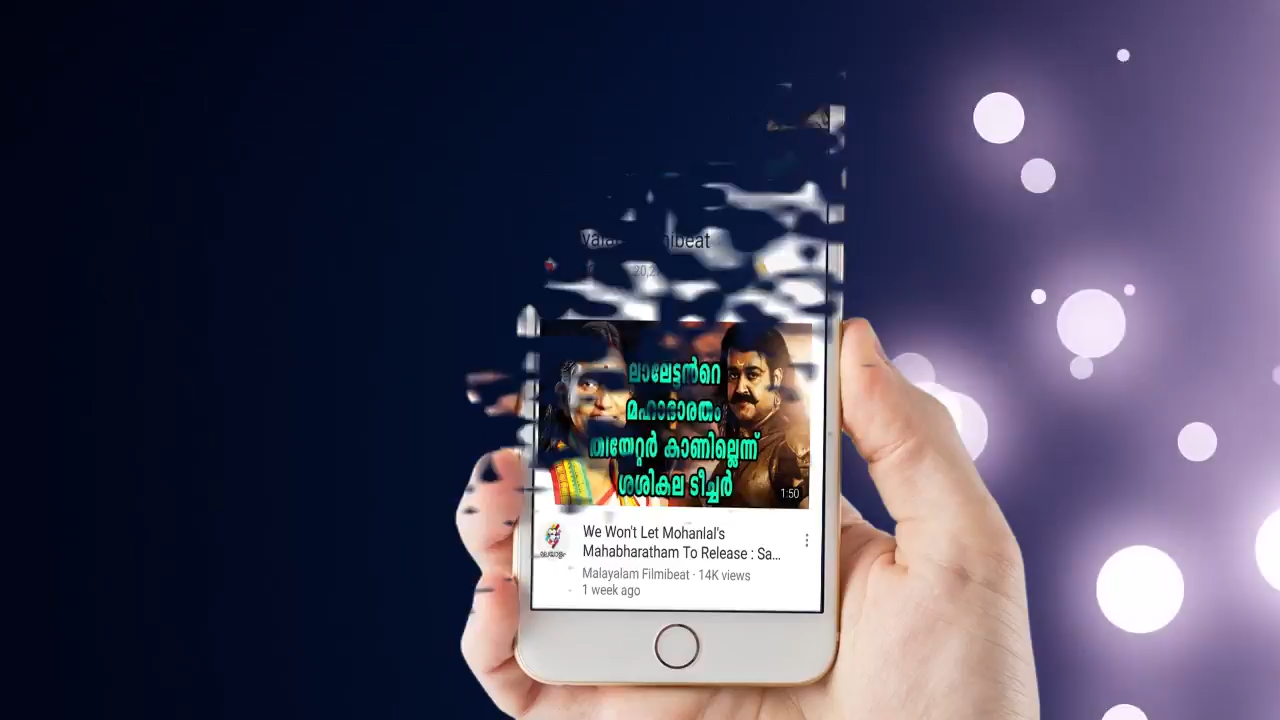 ലാലേട്ടൻറെ
മഹാഭാരതം
തീയേറ്റർ കാണില്ലെന്ന്
ശശികല ടീച്ചർ
1:50
We Won't Let Mohanlal's
Mahabharatham To Release : Sa...
Malayalam Filmibeat · 14K views
1 week ago